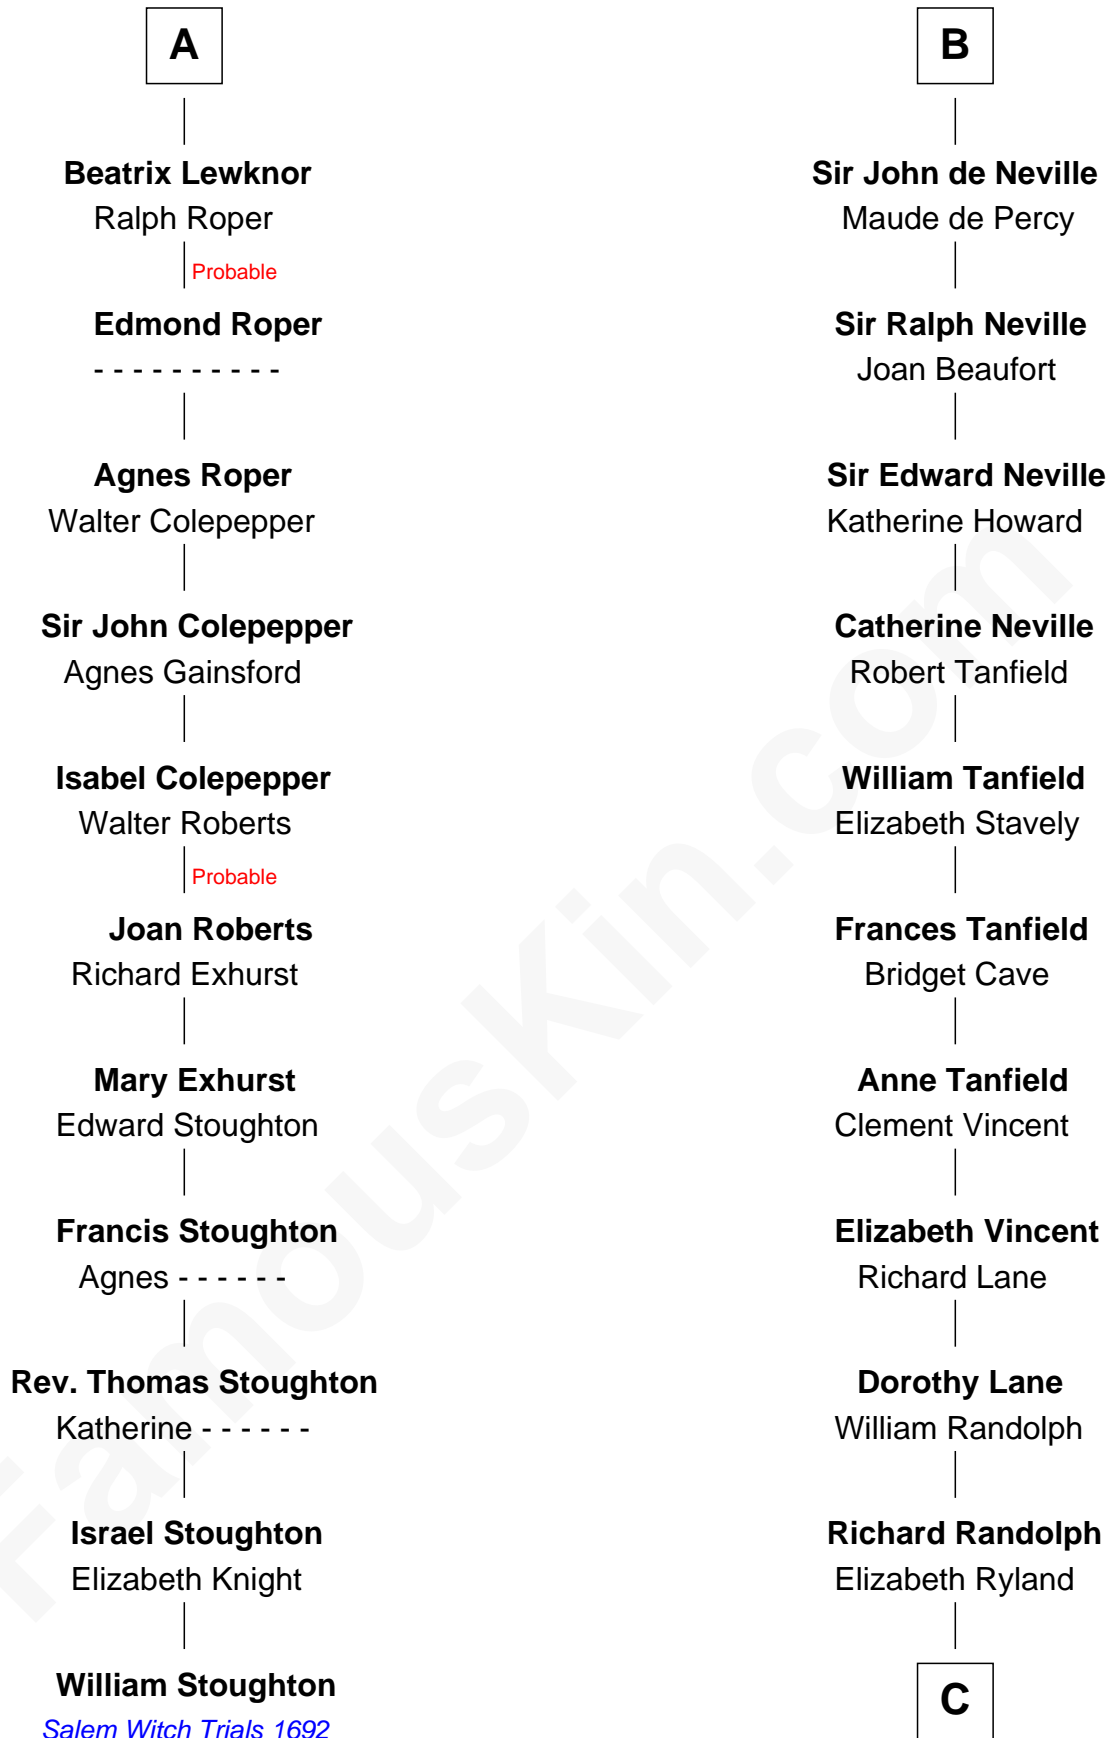 A
Beatrix Lewknor
Ralph Roper
Probable
Edmond Roper
- - - - - - - - - -
Agnes Roper
Walter Colepepper
Sir John Colepepper
Agnes Gainsford
Isabel Colepepper
Walter Roberts
Probable
Joan Roberts
Richard Exhurst
Mary Exhurst
Edward Stoughton
Francis Stoughton
Agnes - - - - - -
Rev. Thomas Stoughton
Katherine - - - - - -
Israel Stoughton
Elizabeth Knight
William Stoughton
Salem Witch Trials 1692
B
Sir John de Neville
Maude de Percy
Sir Ralph Neville
Joan Beaufort
Sir Edward Neville
Katherine Howard
Catherine Neville
Robert Tanfield
William Tanfield
Elizabeth Stavely
Frances Tanfield
Bridget Cave
Anne Tanfield
Clement Vincent
Elizabeth Vincent
Richard Lane
Dorothy Lane
William Randolph
Richard Randolph
Elizabeth Ryland
C
FamousKin.com